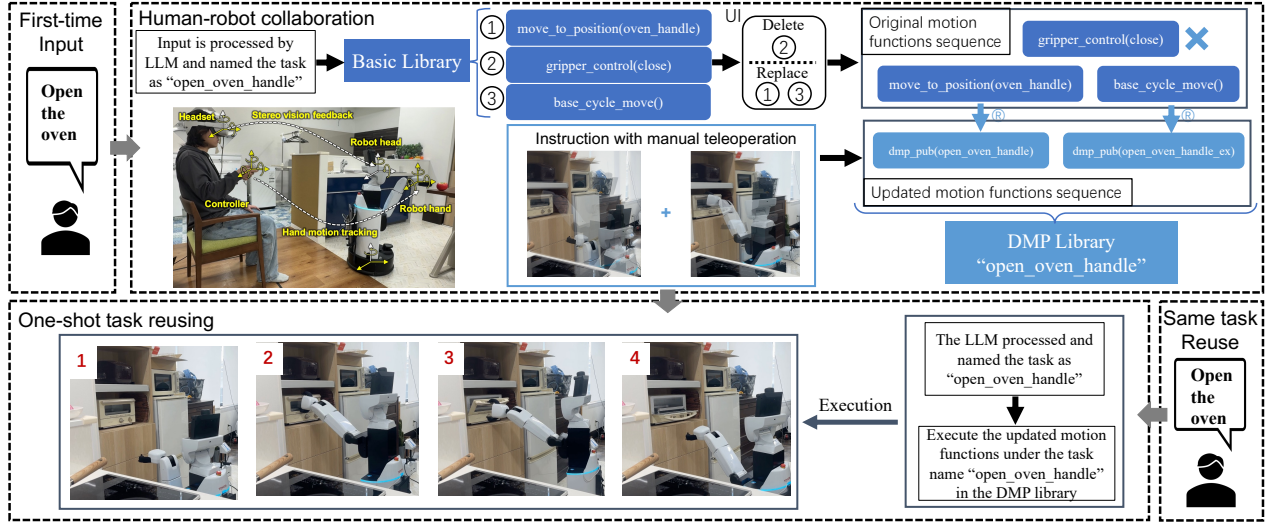 First-time
Input
Open
the
oven
Human-robot collaboration
Input is processed by
LLM and named the task
as “open_oven_handle”
Basic Library
1
move_to_position(oven_handle)
2
gripper_control(close)
3
base_cycle_move()
UI
Delete
2
Replace
1 3
Original motion
functions sequence
gripper_control(close)
move_to_position(oven_handle)
base_cycle_move()
® ®
dmp_pub(open_oven_handle)
dmp_pub(open_oven_handle_ex)
Updated motion functions sequence
DMP Library
“open_oven_handle”
Headset
Stereo vision feedback
Robot head
Controller
Robot hand
Hand motion tracking
Instruction with manual teleoperation
+
One-shot task reusing
1
2
3
4
Execution
The LLM processed and
named the task as
“open_oven_handle”
Execute the updated motion
functions under the task
name “open_oven_handle”
in the DMP library
Same task
Reuse
Open
the
oven